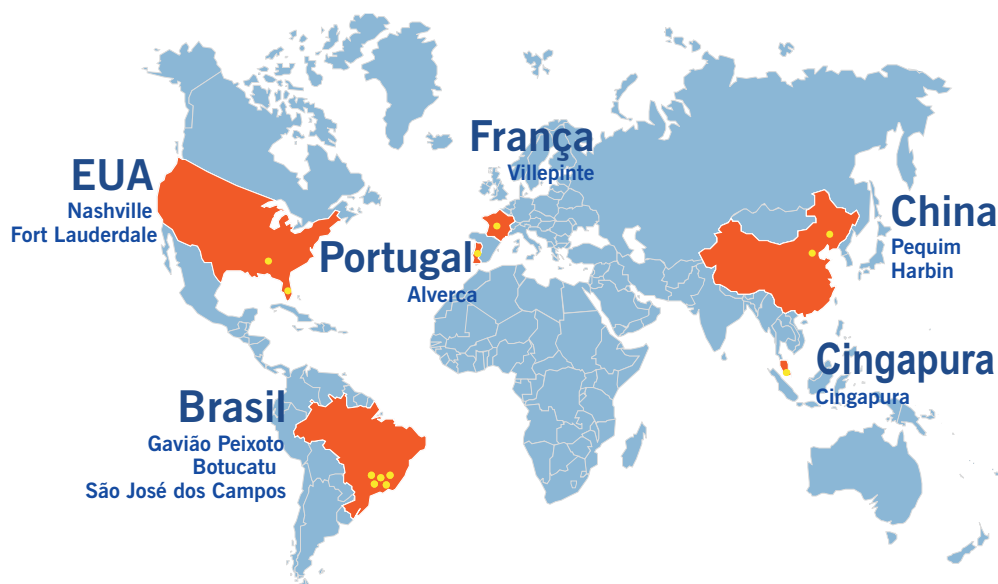 EUA
Nashville
Fort Lauderdale
França
Villepinte
Portugal
Alverca
China
Pequim
Harbin
Cingapura
Cingapura
Brasil
Gavião Peixoto
Botucatu
São José dos Campos